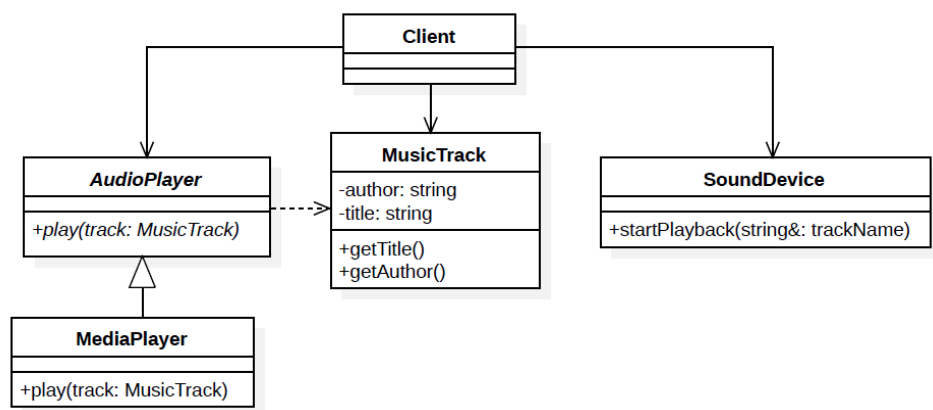 Client
AudioPlayer
+play(track: MusicTrack)
MusicTrack
-author: string
-title: string
+getTitle()
+getAuthor()
SoundDevice
+startPlayback(string&: trackName)
MediaPlayer
+play(track: MusicTrack)